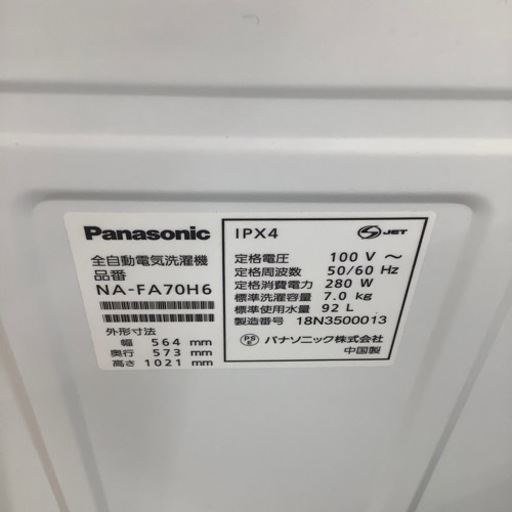 Panasonic
全自動電気洗濯機
品番
NA-FA70H6
外形寸法
幅 564 mm
奥行 573 mm
高さ 1021 mm
IPX4
S JET
定格電圧 100 V ~
定格周波数 50/60 Hz
定格消費電力 280 W
標準洗濯容量 7.0 kg
標準使用水量 92 L
製造番号 18N3500013
PSE パナソニック株式会社
中国製